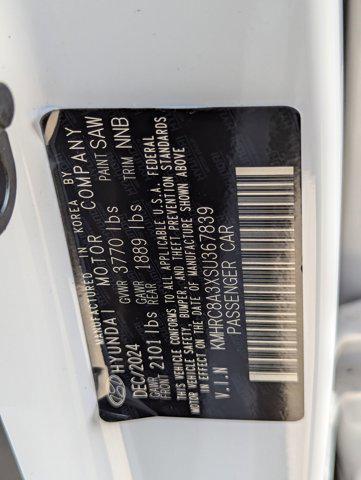 MANUFACTURED IN KOREA BY
HYUNDAI MOTOR COMPANY
DEC/2024 GVWR 3770 lbs PAINT SAW
GAWR FRONT 2101 lbs GAWR REAR 1889 lbs TRIM NNB
THIS VEHICLE CONFORMS TO ALL APPLICABLE U.S.A. FEDERAL
MOTOR VEHICLE SAFETY, BUMPER, AND THEFT PREVENTION STANDARDS
IN EFFECT ON THE DATE OF MANUFACTURE SHOWN ABOVE
V.I.N KMHRC8A3XSU367839
PASSENGER CAR